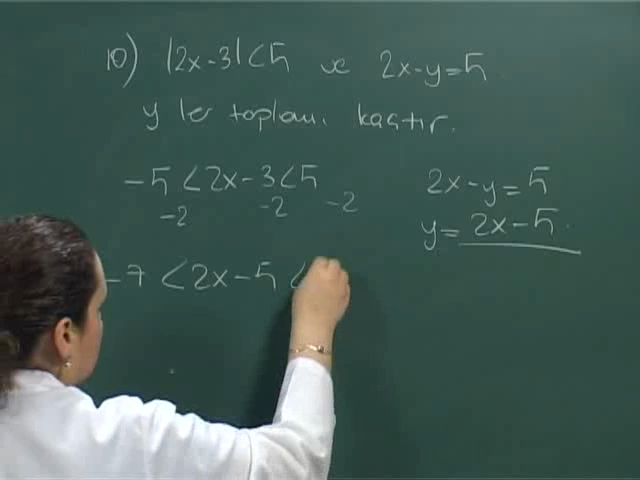 10) |2x-3|<5 ve 2x-y=5
y ler toplamı kaçtır.
-5<2x-3<5
-2 -2 -2
-7<2x-5<
2x-y=5
y=2x-5